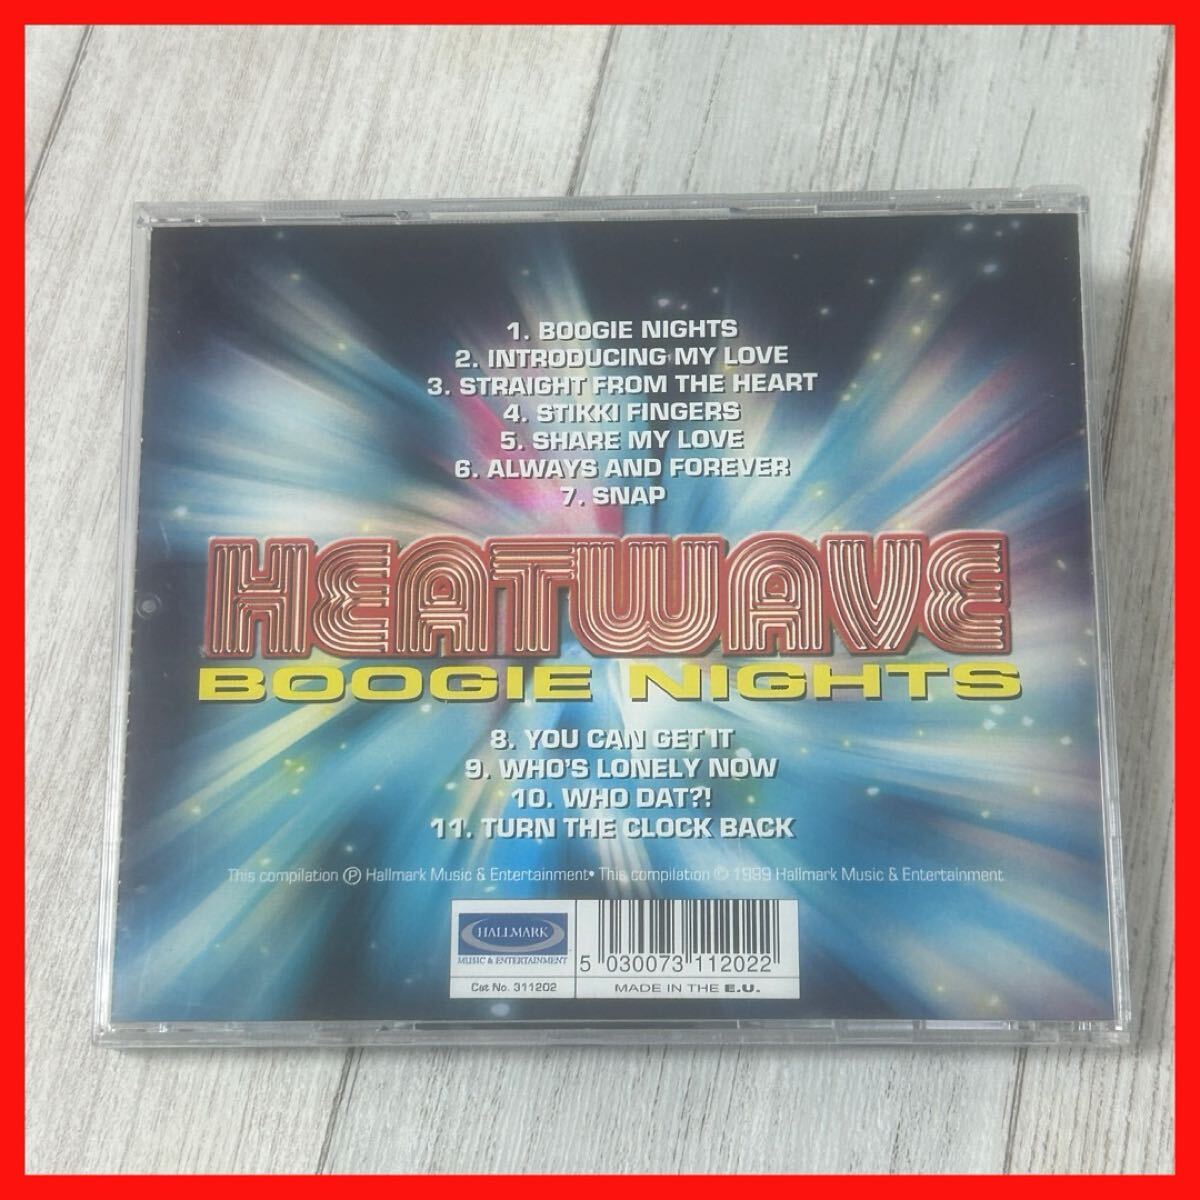 1. BOOGIE NIGHTS
2. INTRODUCING MY LOVE
3. STRAIGHT FROM THE HEART
4. STIKKI FINGERS
5. SHARE MY LOVE
6. ALWAYS AND FOREVER
7. SNAP
HEATWAVE
BOOGIE NIGHTS
8. YOU CAN GET IT
9. WHO'S LONELY NOW
10. WHO DAT?!
11. TURN THE CLOCK BACK
This compilation ℗ Hallmark Music & Entertainment• This compilation © 1999 Hallmark Music & Entertainment
HALLMARK
MUSIC & ENTERTAINMENT
Cat No. 311202
5 030073 112022
MADE IN THE E.U.